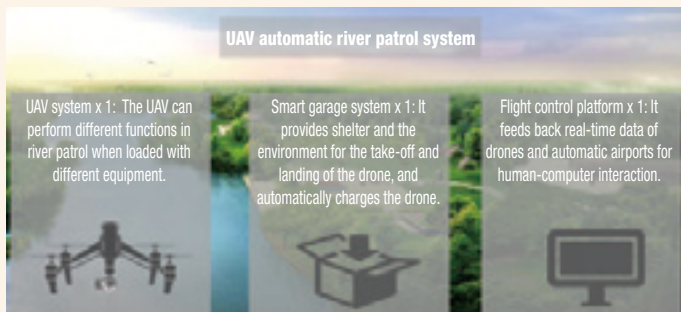 UAV automatic river patrol system
UAV system x 1: The UAV can
perform different functions in
river patrol when loaded with
different equipment.
Smart garage system x 1: It
provides shelter and the
environment for the take-off and
landing of the drone, and
automatically charges the drone.
Flight control platform x 1: It
feeds back real-time data of
drones and automatic airports for
human-computer interaction.